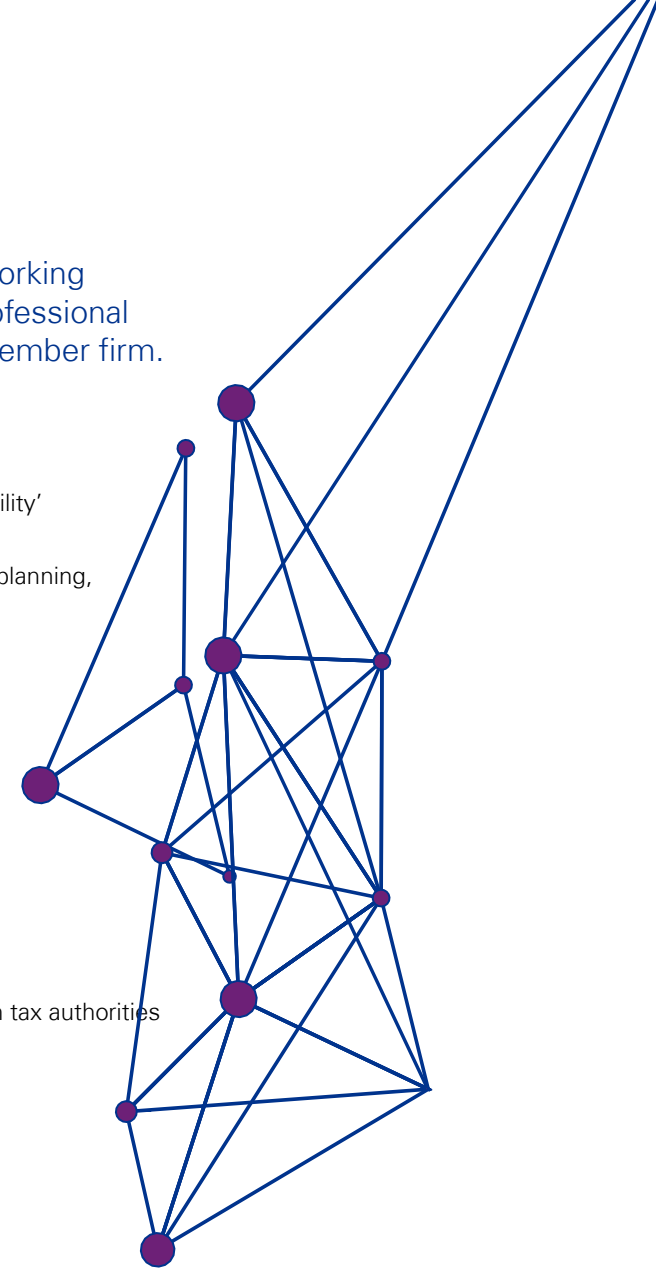 orking
ofessional
ember firm.
ility’
planning,
n tax authorities